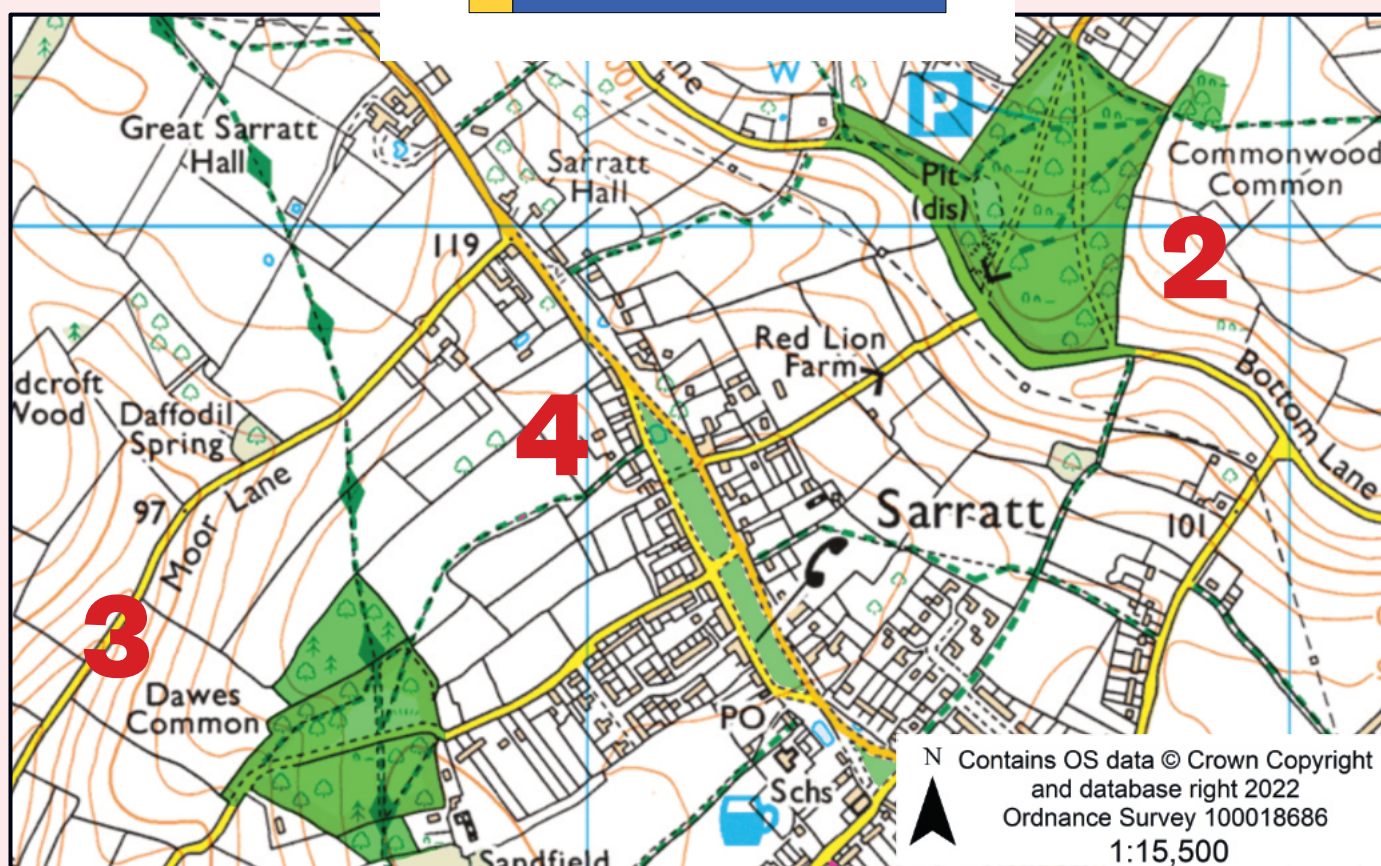 ne
W
P
Great Sarratt
Hall
Sarratt
Hall
Pit
(dis)
Commonwood
Common
119
2
Red Lion
Farm
dcroft
Wood
Daffodil
Spring
4
Bottom Lane
97
Moor Lane
Sarratt
101
3
Dawes
Common
PO
Schs
Sandfield
N
Contains OS data © Crown Copyright
and database right 2022
Ordnance Survey 100018686
1:15,500